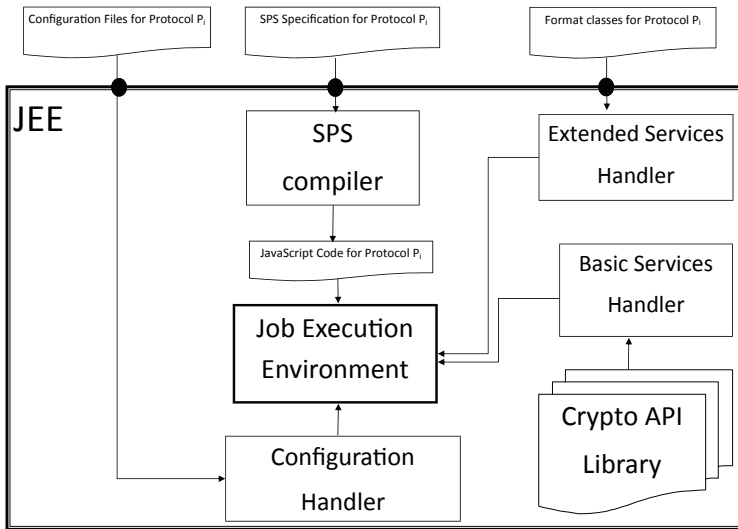 Configuration Files for Protocol Pi
SPS Specification for Protocol Pi
Format classes for Protocol Pi
JEE
SPS
compiler
Extended Services
Handler
JavaScript Code for Protocol Pi
Basic Services
Handler
Job Execution
Environment
Crypto API
Library
Configuration
Handler